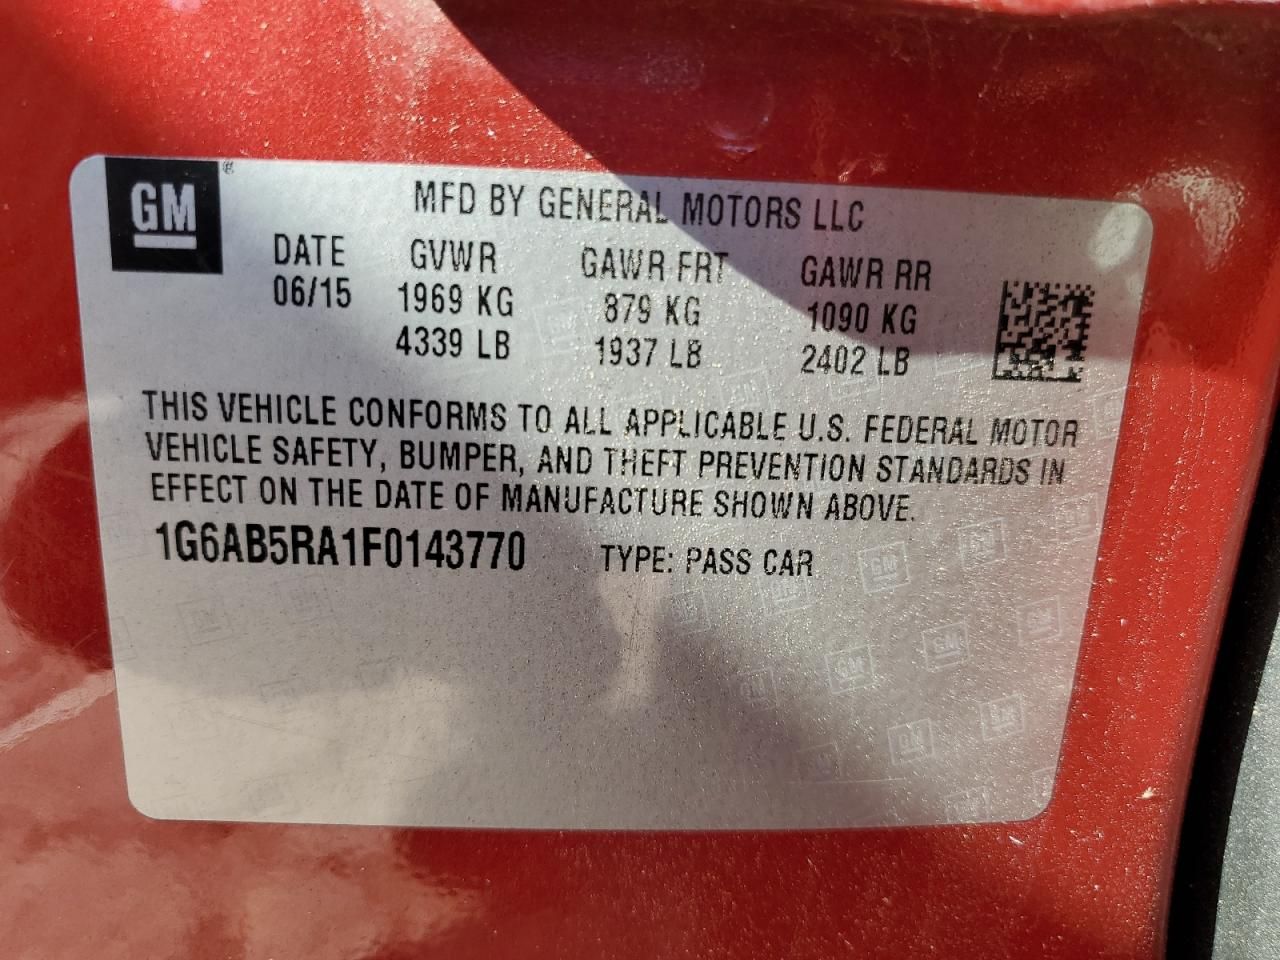 GM ®
MFD BY GENERAL MOTORS LLC
DATE GVWR GAWR FRT GAWR RR
06/15 1969 KG 879 KG 1090 KG
4339 LB 1937 LB 2402 LB
THIS VEHICLE CONFORMS TO ALL APPLICABLE U.S. FEDERAL MOTOR
VEHICLE SAFETY, BUMPER, AND THEFT PREVENTION STANDARDS IN
EFFECT ON THE DATE OF MANUFACTURE SHOWN ABOVE.
1G6AB5RA1F0143770 TYPE: PASS CAR